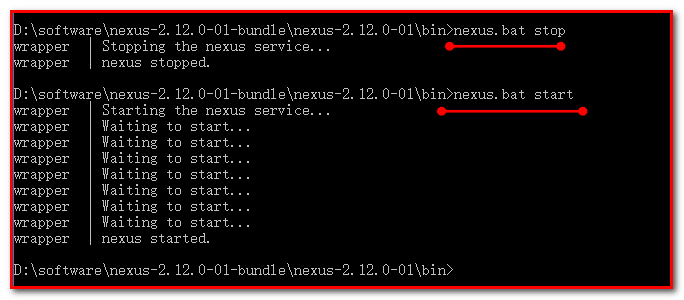 D:\software\nexus-2.12.0-01-bundle\nexus-2.12.0-01\bin>nexus.bat stop
wrapper  | Stopping the nexus service...
wrapper  | nexus stopped.
D:\software\nexus-2.12.0-01-bundle\nexus-2.12.0-01\bin>nexus.bat start
wrapper  | Starting the nexus service...
wrapper  | Waiting to start...
wrapper  | Waiting to start...
wrapper  | Waiting to start...
wrapper  | Waiting to start...
wrapper  | Waiting to start...
wrapper  | Waiting to start...
wrapper  | Waiting to start...
wrapper  | nexus started.
D:\software\nexus-2.12.0-01-bundle\nexus-2.12.0-01\bin>